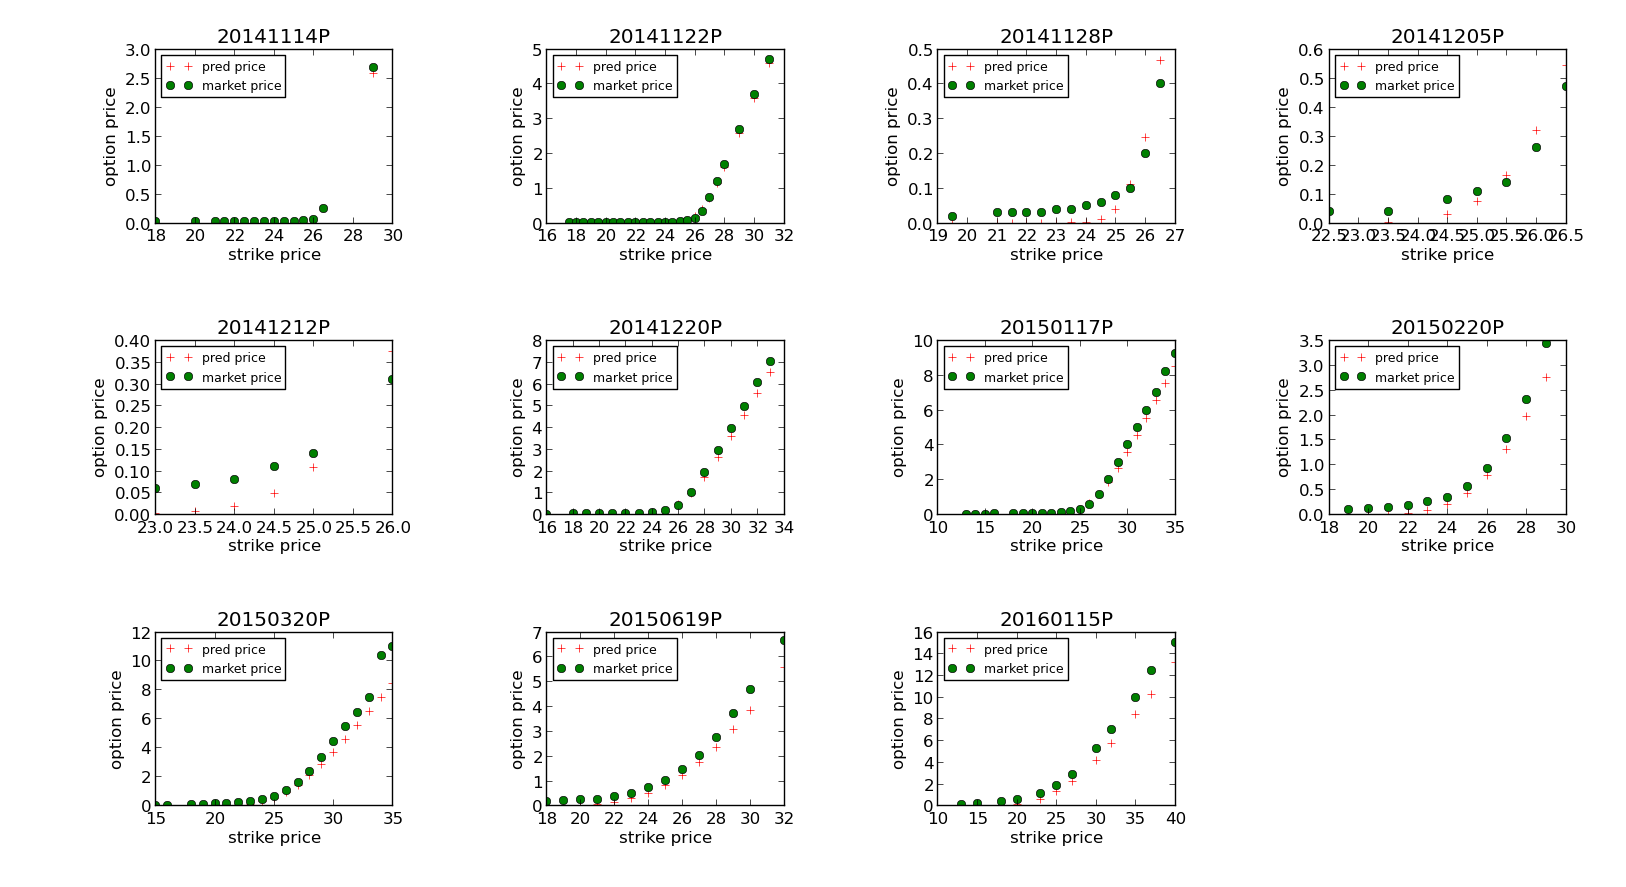 20141114P
3.0
2.5
2.0
1.5
1.0
0.5
0.0
option price
pred price
market price
18 20 22 24 26 28 30
strike price
20141122P
5
4
3
2
1
0
option price
pred price
market price
16 18 20 22 24 26 28 30 32
strike price
20141128P
0.5
0.4
0.3
0.2
0.1
0.0
option price
pred price
market price
19 20 21 22 23 24 25 26 27
strike price
20141205P
0.6
0.5
0.4
0.3
0.2
0.1
0.0
option price
pred price
market price
22.5 23.0 23.5 24.0 24.5 25.0 25.5 26.0 26.5
strike price
20141212P
0.40
0.35
0.30
0.25
0.20
0.15
0.10
0.05
0.00
option price
pred price
market price
23.0 23.5 24.0 24.5 25.0 25.5 26.0
strike price
20141220P
8
7
6
5
4
3
2
1
0
option price
pred price
market price
16 18 20 22 24 26 28 30 32 34
strike price
20150117P
10
8
6
4
2
0
option price
pred price
market price
10 15 20 25 30 35
strike price
20150220P
3.5
3.0
2.5
2.0
1.5
1.0
0.5
0.0
option price
pred price
market price
18 20 22 24 26 28 30
strike price
20150320P
12
10
8
6
4
2
0
option price
pred price
market price
15 20 25 30 35
strike price
20150619P
7
6
5
4
3
2
1
0
option price
pred price
market price
18 20 22 24 26 28 30 32
strike price
20160115P
16
14
12
10
8
6
4
2
0
option price
pred price
market price
10 15 20 25 30 35 40
strike price